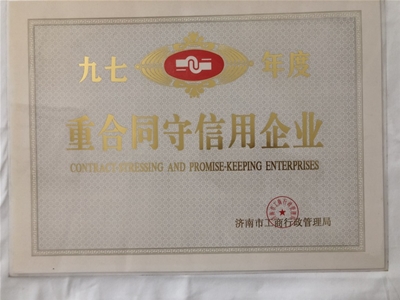 九七年度
重合同守信用企业
CONTRACT-STRESSING AND PROMISE-KEEPING ENTERPRISES
济南市工商行政管理局